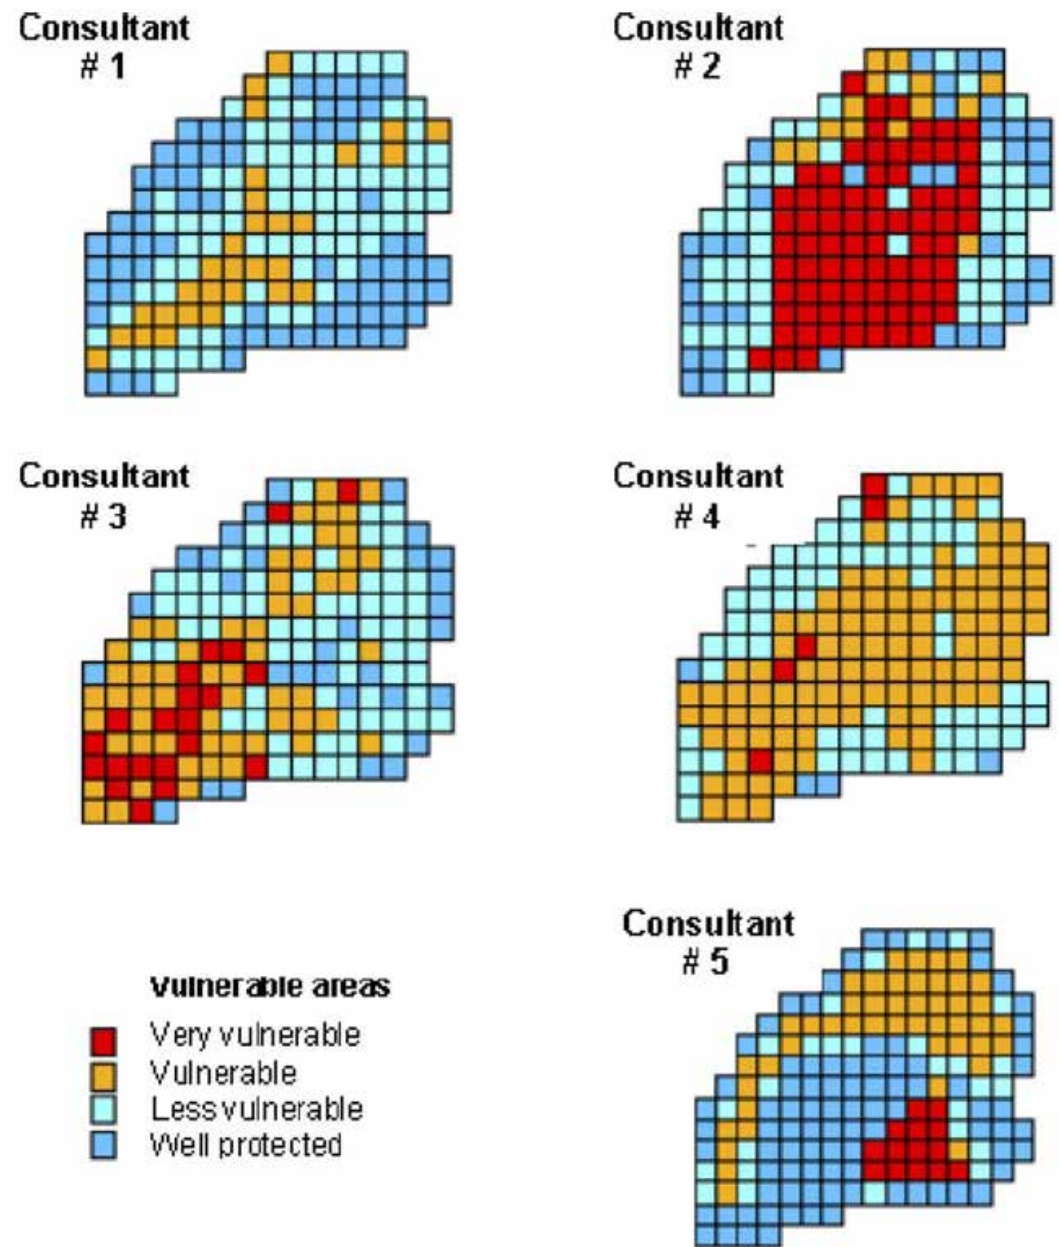 Consultant
# 1
Consultant
# 2
Consultant
# 3
Consultant
# 4
Consultant
# 5
Vulnerable areas
Very vulnerable
Vulnerable
Less vulnerable
Well protected